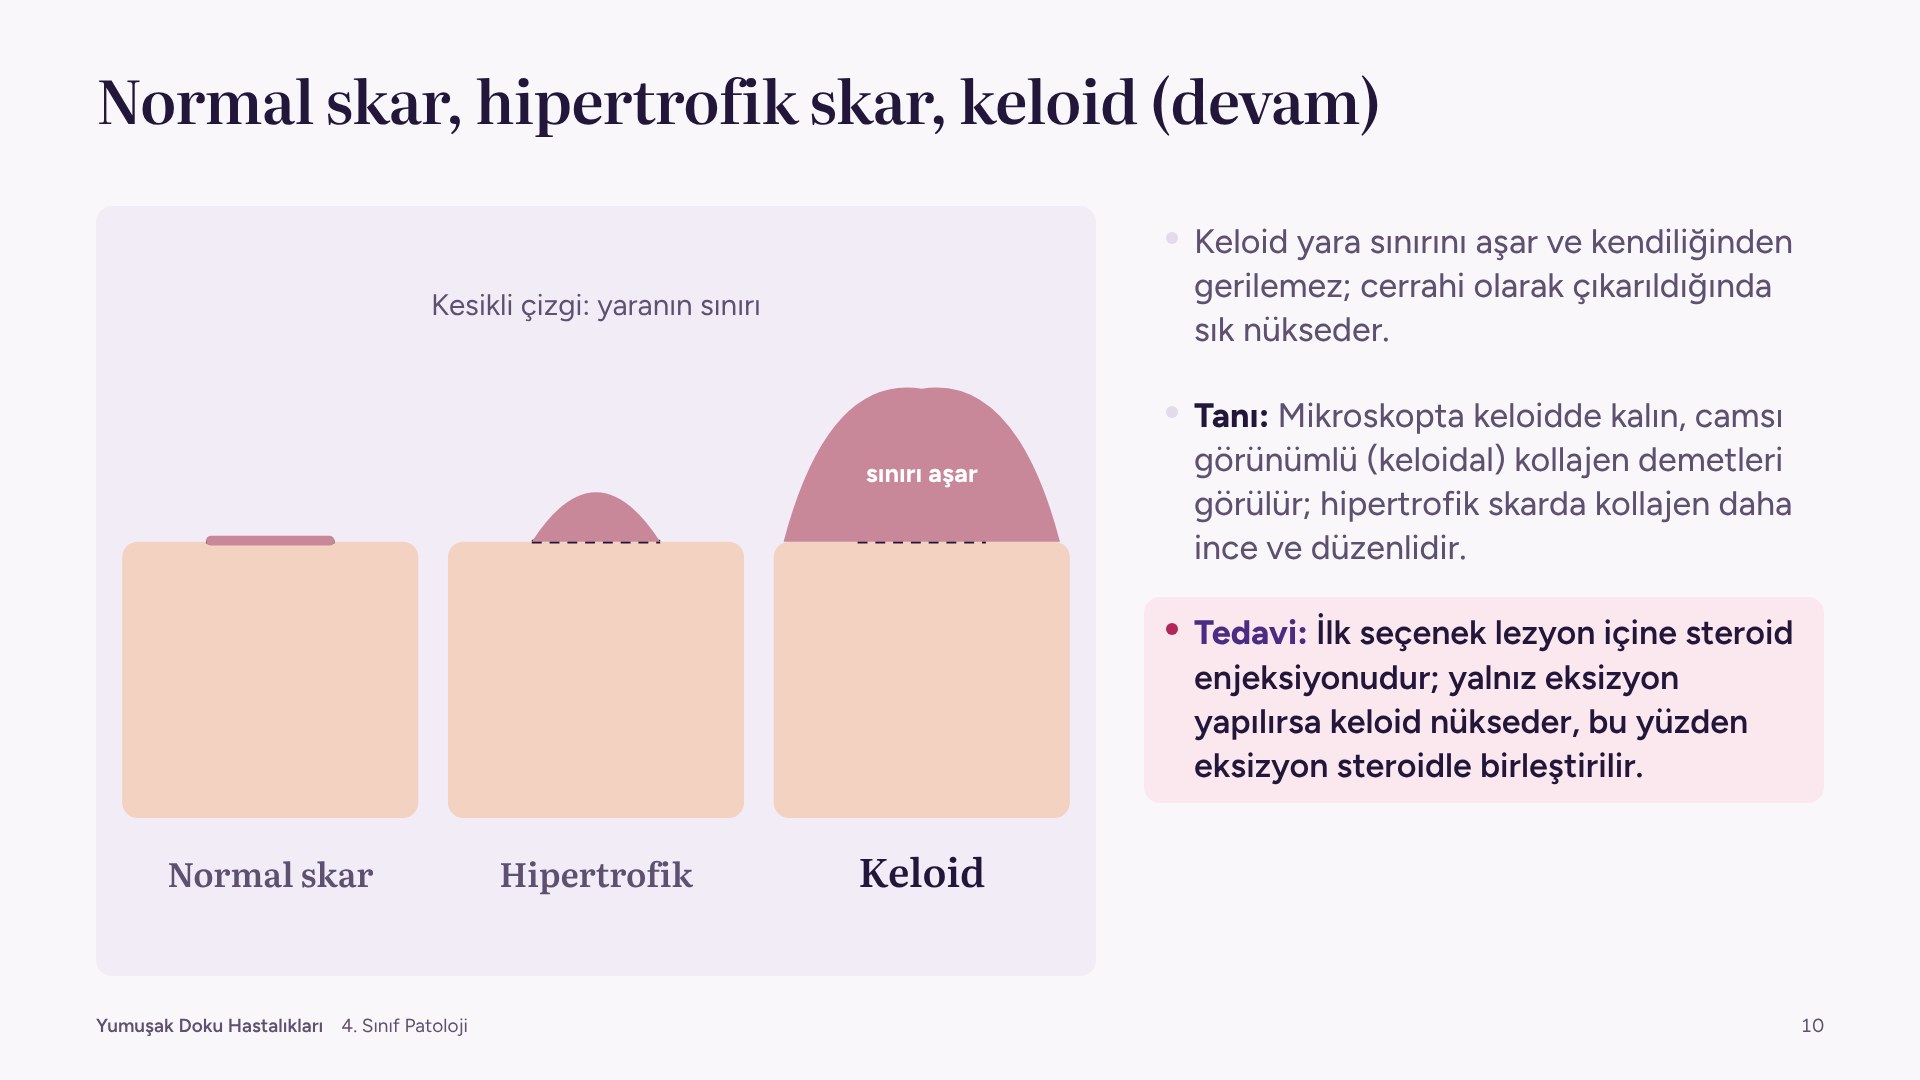 Normal skar, hipertrofik skar, keloid (devam)
Kesikli çizgi: yaranın sınırı
sınırı aşar
Normal skar
Hipertrofik
Keloid
Keloid yara sınırını aşar ve kendiliğinden
gerilemez; cerrahi olarak çıkarıldığında
sık nükseder.
Tanı: Mikroskopta keloidde kalın, camsı
görünümlü (keloidal) kollajen demetleri
görülür; hipertrofik skarda kollajen daha
ince ve düzenlidir.
Tedavi: İlk seçenek lezyon içine steroid
enjeksiyonudur; yalnız eksizyon
yapılırsa keloid nükseder, bu yüzden
eksizyon steroidle birleştirilir.
Yumuşak Doku Hastalıkları 4. Sınıf Patoloji
10